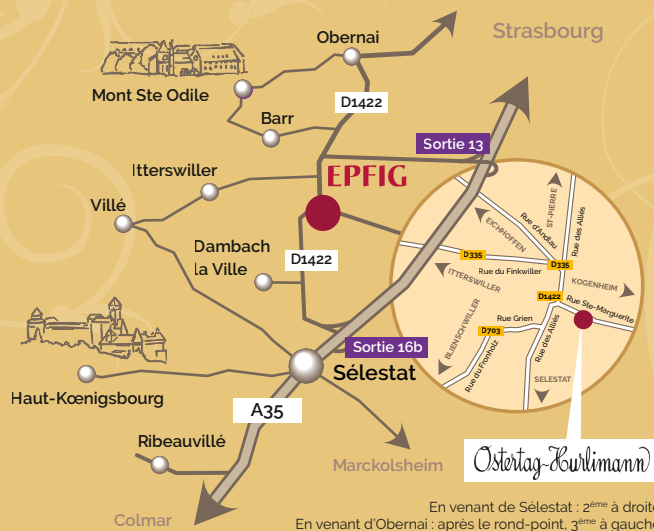 Strasbourg
Obernai
Mont Ste Odile
D1422
Barr
Sortie 13
Itterswiller
EPFIG
Villé
Dambach
la Ville
D1422
ST-PIERRE
Rue des Alliés
Rue d'Andlau
EICHHOFFEN
D335
D335
ITTERSWILLER
Rue du Finkwiller
KOGENHEIM
D1422
Rue Ste-Marguerite
BLIENSCHWILLER
Rue Grien
D703
Rue des Alliés
Rue du Fronholz
SELESTAT
Sortie 16b
Sélestat
Haut-Kœnigsbourg
A35
Ribeauvillé
Marckolsheim
Ostertag-Hurlimann
Colmar
En venant de Sélestat : 2ème à droite
En venant d'Obernai : après le rond-point, 3ème à gauche